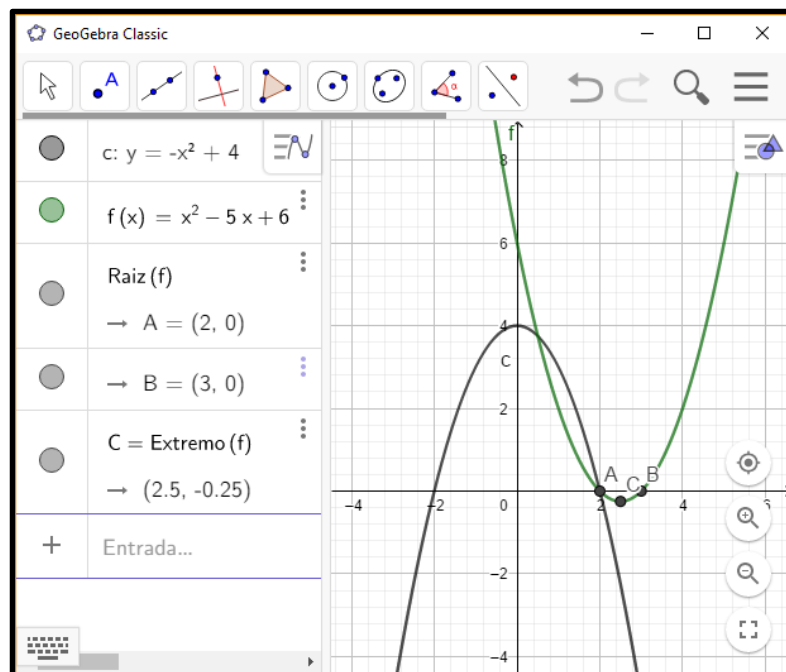 GeoGebra Classic
A
α
c: y = -x² + 4
f (x) = x² − 5 x + 6
Raiz (f)
→ A = (2, 0)
→ B = (3, 0)
C = Extremo (f)
→ (2.5, -0.25)
+ Entrada...
f
8
6
4
c
2
A
C
B
−4
−2
0
2
4
6
−2
−4